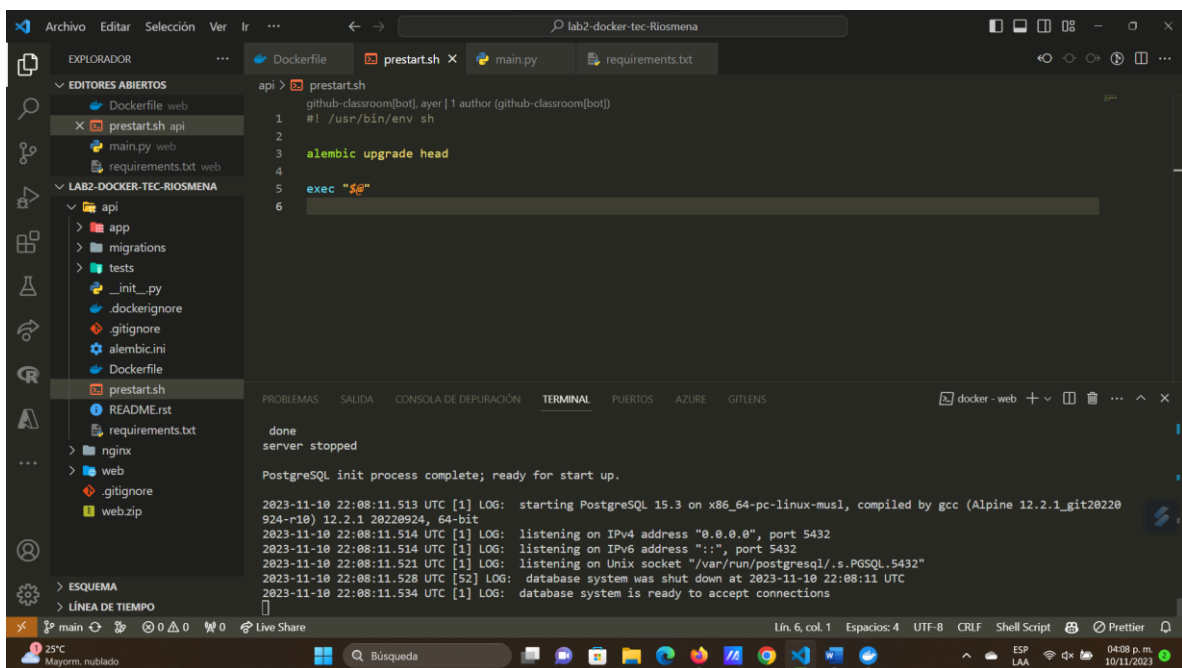 Archivo Editar Selección Ver Ir ... lab2-docker-tec-Riosmena
EXPLORADOR ...
EDITORES ABIERTOS
Dockerfile web
prestart.sh api
main.py web
requirements.txt web
LAB2-DOCKER-TEC-RIOSMENA
api
app
migrations
tests
__init__.py
.dockerignore
.gitignore
alembic.ini
Dockerfile
prestart.sh
README.rst
requirements.txt
nginx
web
.gitignore
web.zip
ESQUEMA
LÍNEA DE TIEMPO
Dockerfile prestart.sh main.py requirements.txt
api > prestart.sh
github-classroom[bot], ayer | 1 author (github-classroom[bot])
1 #! /usr/bin/env sh
2
3 alembic upgrade head
4
5 exec "$@"
6
PROBLEMAS SALIDA CONSOLA DE DEPURACIÓN TERMINAL PUERTOS AZURE GITLENS docker - web
done
server stopped
PostgreSQL init process complete; ready for start up.
2023-11-10 22:08:11.513 UTC [1] LOG:  starting PostgreSQL 15.3 on x86_64-pc-linux-musl, compiled by gcc (Alpine 12.2.1_git20220
924-r10) 12.2.1 20220924, 64-bit
2023-11-10 22:08:11.514 UTC [1] LOG:  listening on IPv4 address "0.0.0.0", port 5432
2023-11-10 22:08:11.514 UTC [1] LOG:  listening on IPv6 address "::", port 5432
2023-11-10 22:08:11.521 UTC [1] LOG:  listening on Unix socket "/var/run/postgresql/.s.PGSQL.5432"
2023-11-10 22:08:11.528 UTC [52] LOG:  database system was shut down at 2023-11-10 22:08:11 UTC
2023-11-10 22:08:11.534 UTC [1] LOG:  database system is ready to accept connections
main 0 0 0 Live Share Lín. 6, col. 1 Espacios: 4 UTF-8 CRLF Shell Script Prettier
1 25°C
Mayorm. nublado
Búsqueda
ESP
LAA
04:08 p. m.
10/11/2023
2